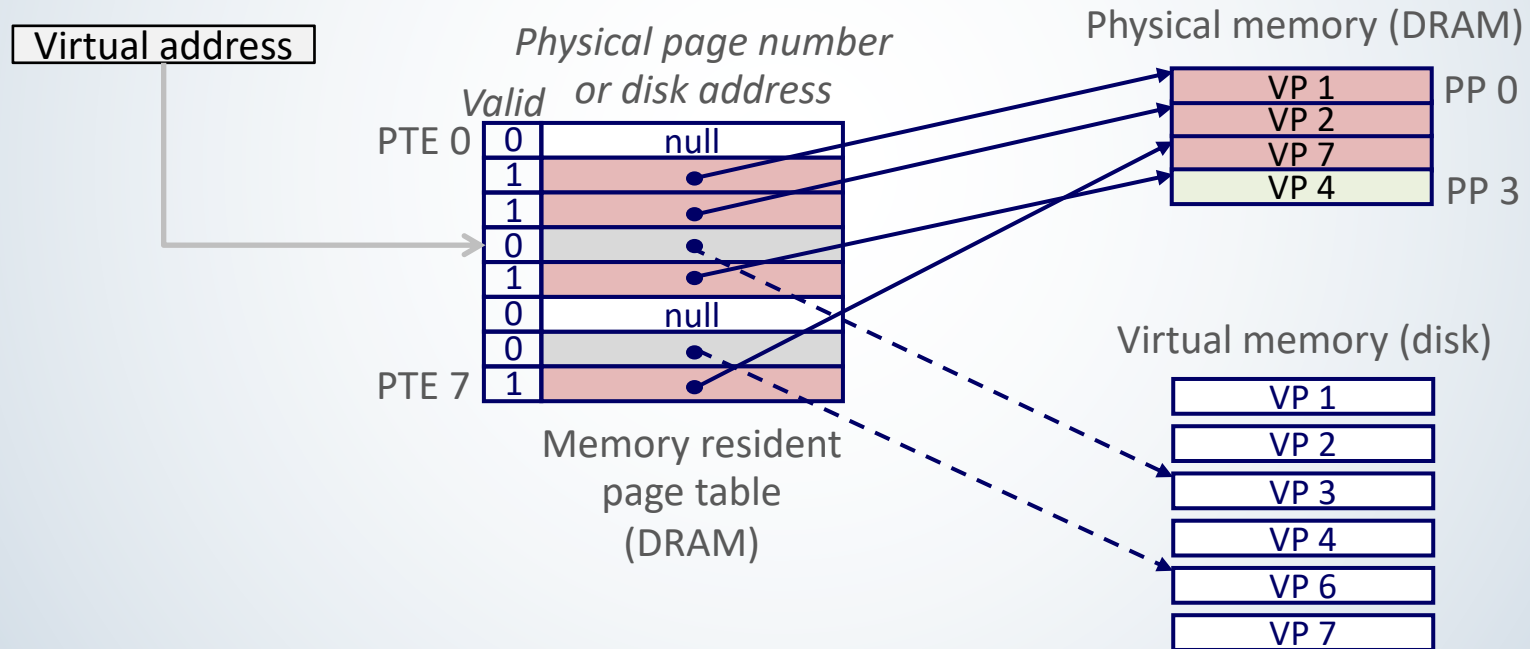 Virtual address
Physical page number
or disk address
Valid
PTE 0
0
null
1
1
0
1
0
null
0
PTE 7
1
Memory resident
page table
(DRAM)
Physical memory (DRAM)
VP 1
PP 0
VP 2
VP 7
VP 4
PP 3
Virtual memory (disk)
VP 1
VP 2
VP 3
VP 4
VP 6
VP 7